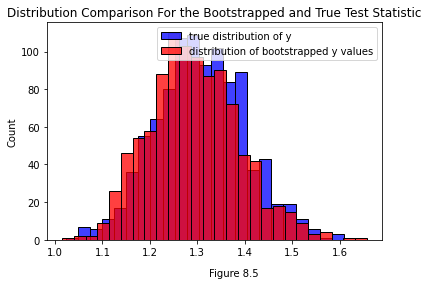 Distribution Comparison For the Bootstrapped and True Test Statistic
true distribution of y
distribution of bootstrapped y values
100
80
60
40
20
0
Count
1.0 1.1 1.2 1.3 1.4 1.5 1.6
Figure 8.5